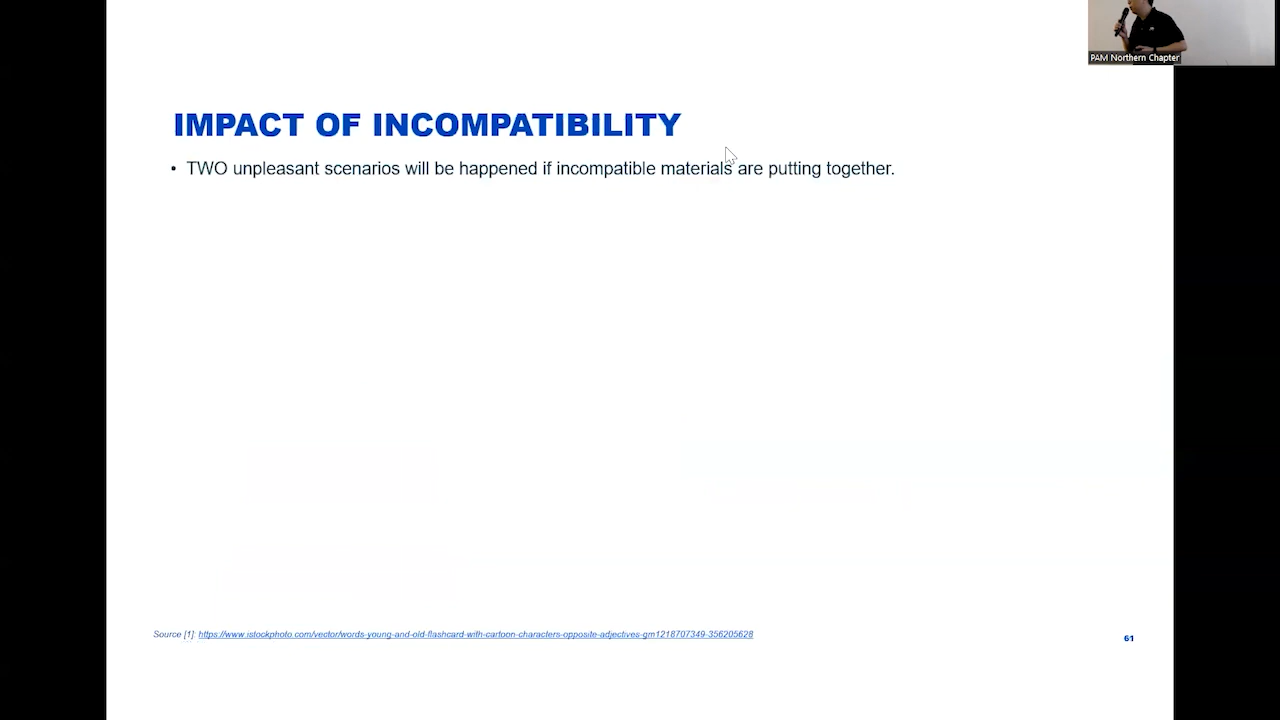 PAM Northern Chapter
IMPACT OF INCOMPATIBILITY
• TWO unpleasant scenarios will be happened if incompatible materials are putting together.
Source [1]: https://www.istockphoto.com/vector/words-young-and-old-flashcard-with-cartoon-characters-opposite-adjectives-gm1218707349-356205628
61